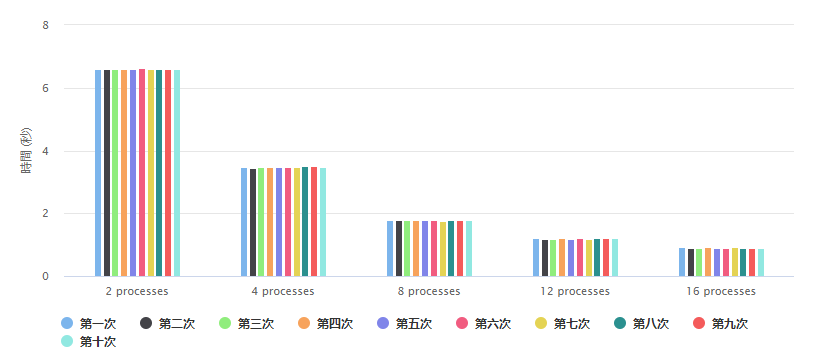 8
6
4
2
0
時間 (秒)
2 processes 4 processes 8 processes 12 processes 16 processes
第一次 第二次 第三次 第四次 第五次 第六次 第七次 第八次 第九次
第十次